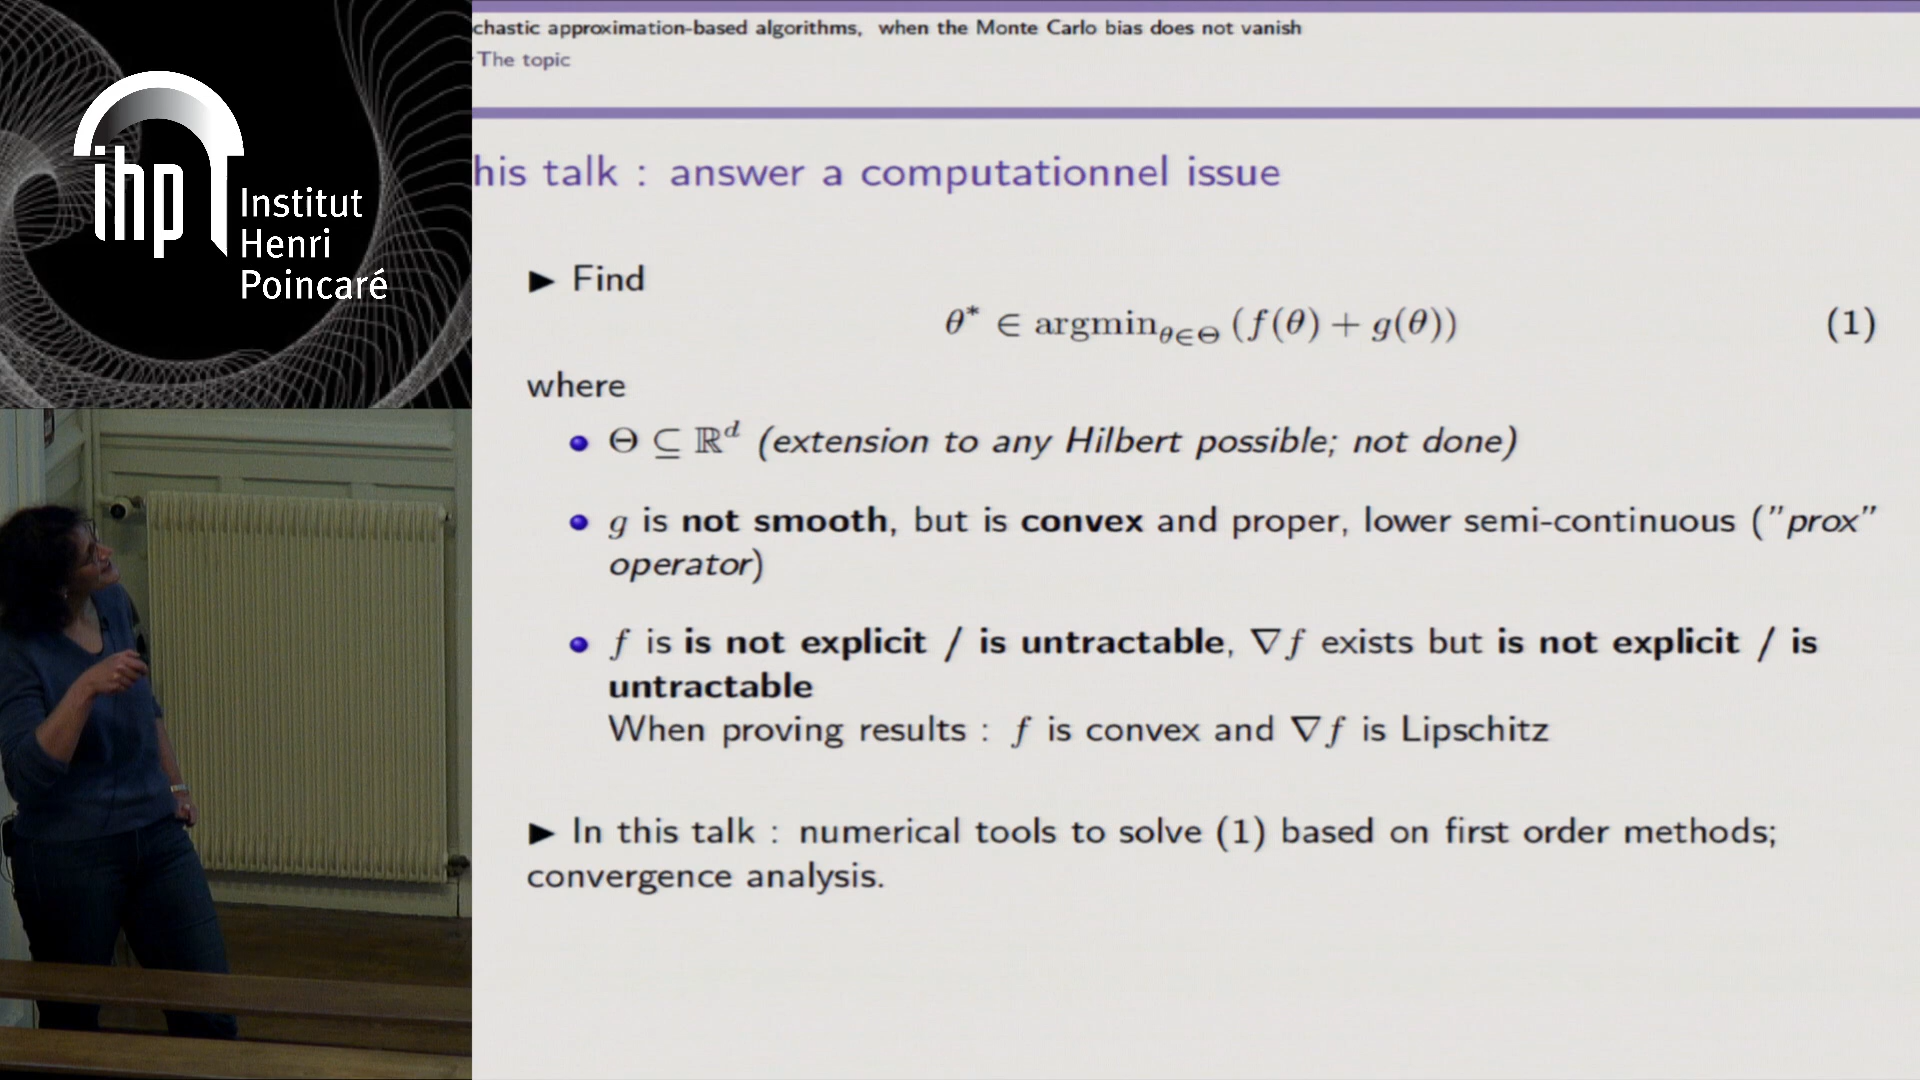 ihp
Institut
Henri
Poincaré
chastic approximation-based algorithms, when the Monte Carlo bias does not vanish
The topic
his talk : answer a computationnel issue
▶ Find
θ* ∈ argmin_{θ∈Θ} (f(θ) + g(θ)) (1)
where
• Θ ⊆ ℝ^d (extension to any Hilbert possible; not done)
• g is not smooth, but is convex and proper, lower semi-continuous ("prox"
operator)
• f is is not explicit / is untractable, ∇f exists but is not explicit / is
untractable
When proving results : f is convex and ∇f is Lipschitz
▶ In this talk : numerical tools to solve (1) based on first order methods;
convergence analysis.